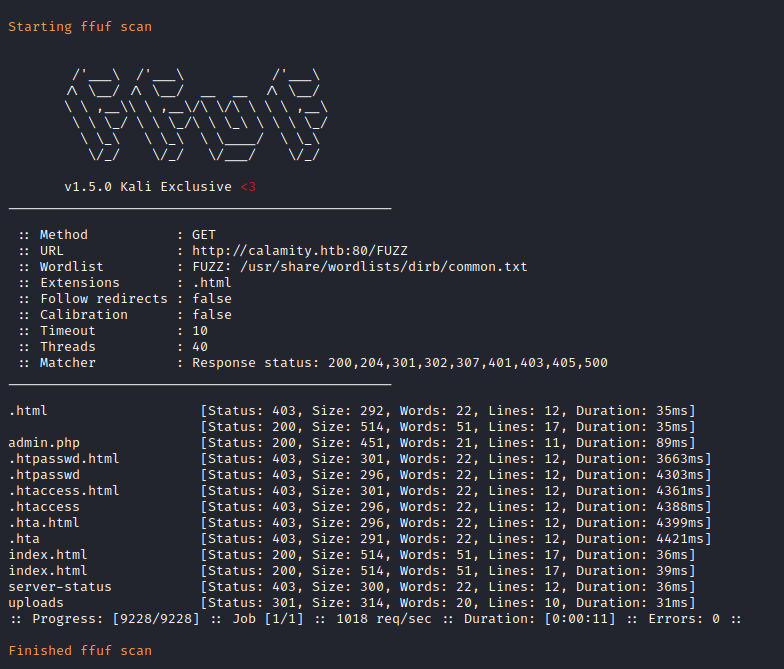 Starting ffuf scan
        /'___\  /'___\           /'___\
       /\ \__/ /\ \__/  __  __  /\ \__/
       \ \ ,__\\ \ ,__\/\ \/\ \ \ \ ,__\
        \ \ \_/ \ \ \_/\ \ \_\ \ \ \ \_/
         \ \_\   \ \_\  \ \____/  \ \_\
          \/_/    \/_/   \/___/    \/_/
       v1.5.0 Kali Exclusive <3
________________________________________________
 :: Method           : GET
 :: URL              : http://calamity.htb:80/FUZZ
 :: Wordlist         : FUZZ: /usr/share/wordlists/dirb/common.txt
 :: Extensions       : .html
 :: Follow redirects : false
 :: Calibration      : false
 :: Timeout          : 10
 :: Threads          : 40
 :: Matcher          : Response status: 200,204,301,302,307,401,403,405,500
________________________________________________
.html                   [Status: 403, Size: 292, Words: 22, Lines: 12, Duration: 35ms]
                        [Status: 200, Size: 514, Words: 51, Lines: 17, Duration: 35ms]
admin.php               [Status: 200, Size: 451, Words: 21, Lines: 11, Duration: 89ms]
.htpasswd.html          [Status: 403, Size: 301, Words: 22, Lines: 12, Duration: 3663ms]
.htpasswd               [Status: 403, Size: 296, Words: 22, Lines: 12, Duration: 4303ms]
.htaccess.html          [Status: 403, Size: 301, Words: 22, Lines: 12, Duration: 4361ms]
.htaccess               [Status: 403, Size: 296, Words: 22, Lines: 12, Duration: 4388ms]
.hta.html               [Status: 403, Size: 296, Words: 22, Lines: 12, Duration: 4399ms]
.hta                    [Status: 403, Size: 291, Words: 22, Lines: 12, Duration: 4421ms]
index.html              [Status: 200, Size: 514, Words: 51, Lines: 17, Duration: 36ms]
index.html              [Status: 200, Size: 514, Words: 51, Lines: 17, Duration: 39ms]
server-status           [Status: 403, Size: 300, Words: 22, Lines: 12, Duration: 36ms]
uploads                 [Status: 301, Size: 314, Words: 20, Lines: 10, Duration: 31ms]
:: Progress: [9228/9228] :: Job [1/1] :: 1018 req/sec :: Duration: [0:00:11] :: Errors: 0 ::
Finished ffuf scan